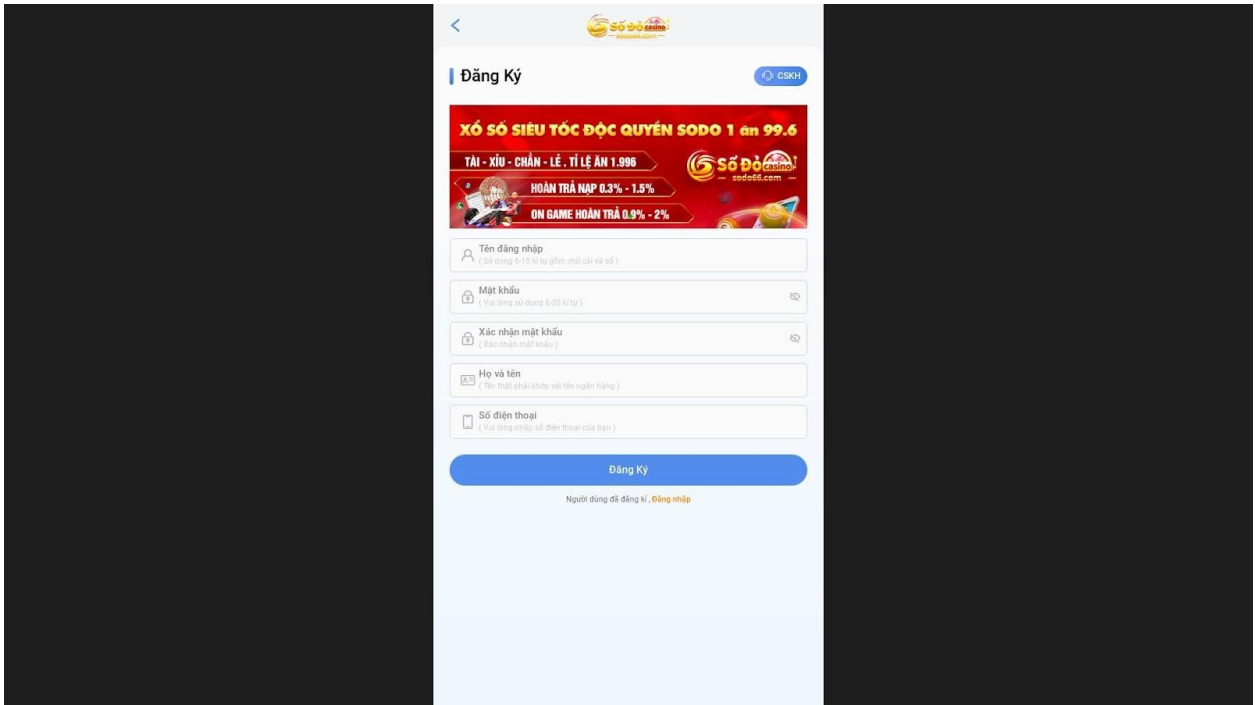 Số Đỏ casino
Đăng Ký
CSKH
XỔ SỐ SIÊU TỐC ĐỘC QUYỀN SODO 1 ăn 99.6
TÀI - XỈU - CHẴN - LẺ . TỈ LỆ ĂN 1.996
Số Đỏ casino
sodo66.com
HOÀN TRẢ NẠP 0.3% - 1.5%
ON GAME HOÀN TRẢ 0.9% - 2%
Tên đăng nhập
( Sử dụng 6-15 kí tự gồm chữ cái và số )
Mật khẩu
( Vui lòng sử dụng 6-20 kí tự )
Xác nhận mật khẩu
( Xác nhận mật khẩu )
Họ và tên
( Tên thật phải khớp với tên ngân hàng )
Số điện thoại
( Vui lòng nhập số điện thoại của bạn )
Đăng Ký
Người dùng đã đăng kí , Đăng nhập